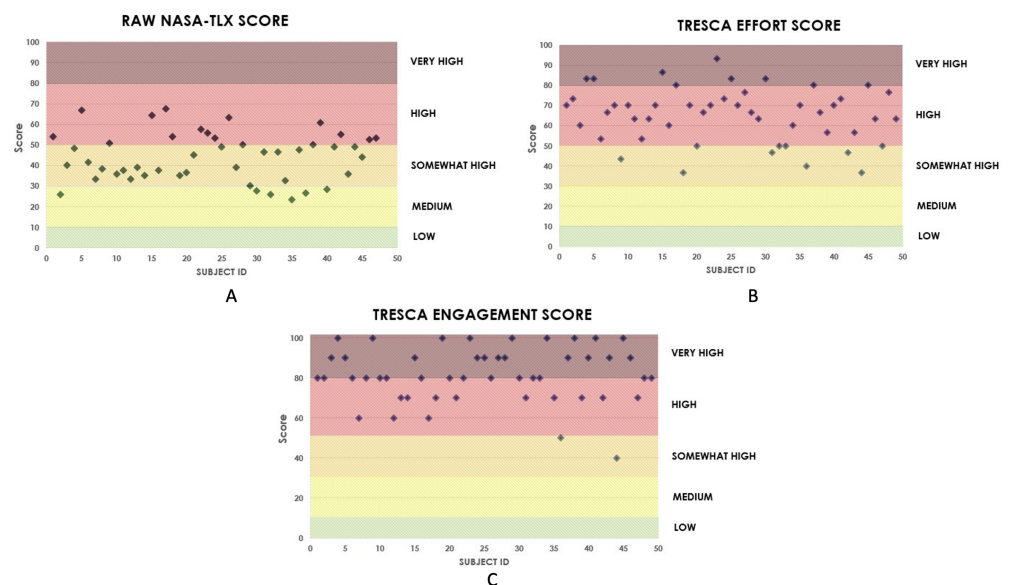 RAW NASA-TLX SCORE
100
90
80
70
60
50
40
30
20
10
0
Score
0 5 10 15 20 25 30 35 40 45 50
SUBJECT ID
VERY HIGH
HIGH
SOMEWHAT HIGH
MEDIUM
LOW
A
TRESCA EFFORT SCORE
100
90
80
70
60
50
40
30
20
10
0
Score
0 5 10 15 20 25 30 35 40 45 50
SUBJECT ID
VERY HIGH
HIGH
SOMEWHAT HIGH
MEDIUM
LOW
B
TRESCA ENGAGEMENT SCORE
100
80
60
40
20
0
Score
0 5 10 15 20 25 30 35 40 45 50
SUBJECT ID
VERY HIGH
HIGH
SOMEWHAT HIGH
MEDIUM
LOW
C